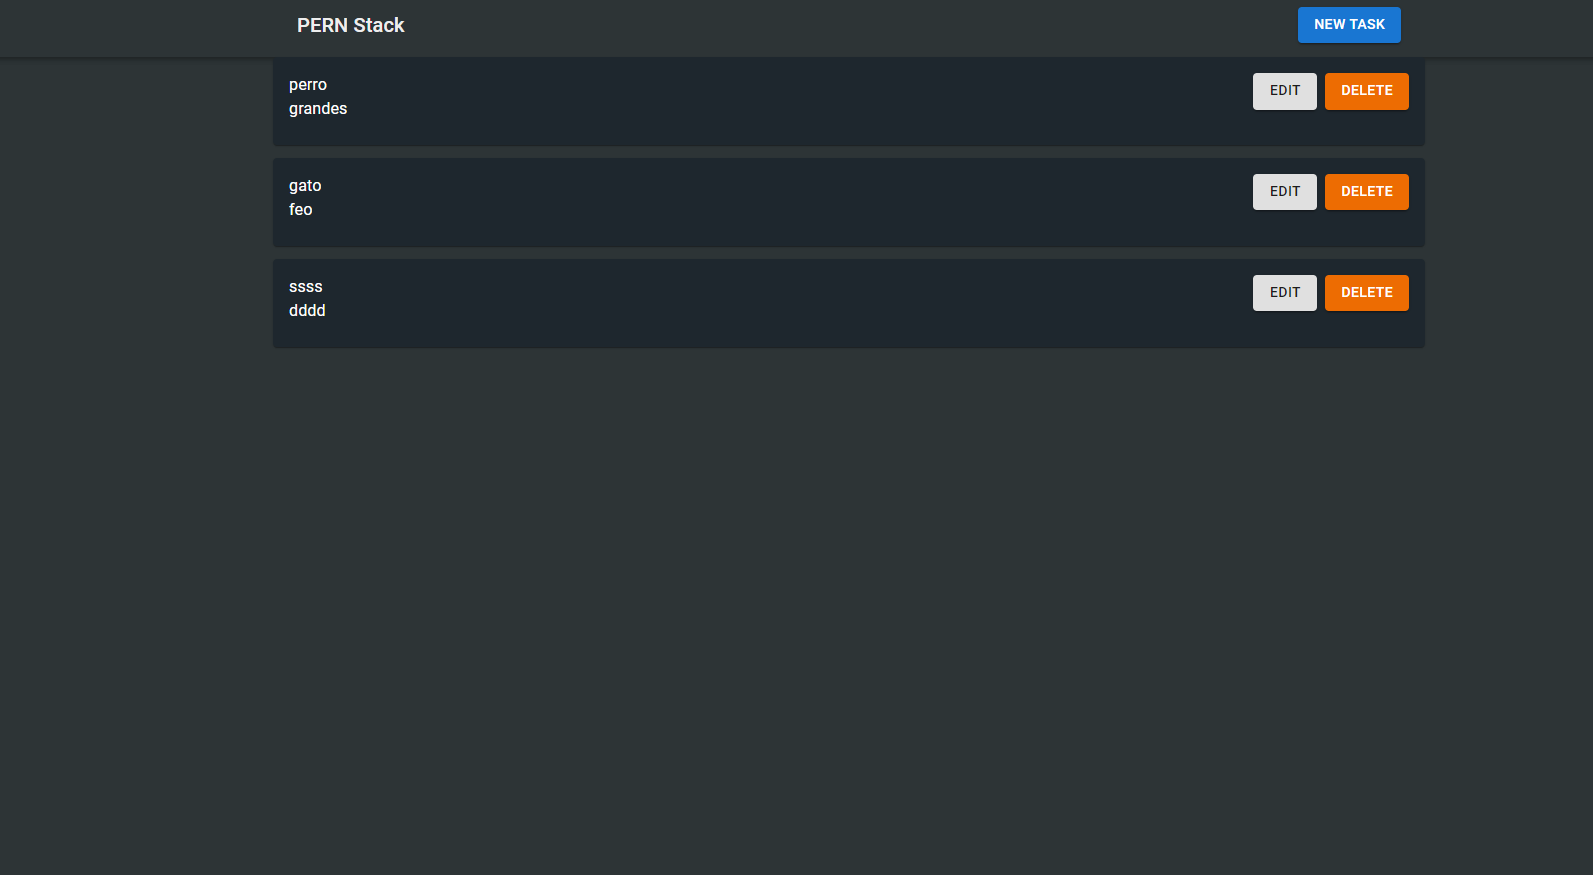 PERN Stack
NEW TASK
perro
EDIT
DELETE
grandes
gato
EDIT
DELETE
feo
ssss
EDIT
DELETE
dddd